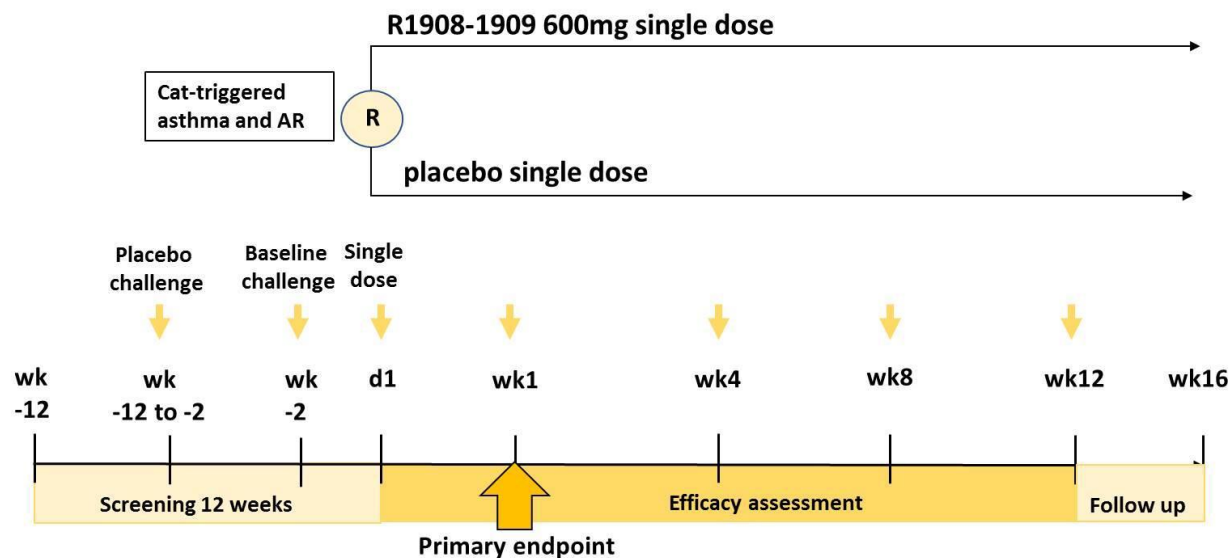 R1908-1909 600mg single dose
Cat-triggered
asthma and AR
R
placebo single dose
Placebo
challenge
Baseline
challenge
Single
dose
wk
-12
wk
-12 to -2
wk
-2
d1
wk1
wk4
wk8
wk12
wk16
Screening 12 weeks
Efficacy assessment
Follow up
Primary endpoint